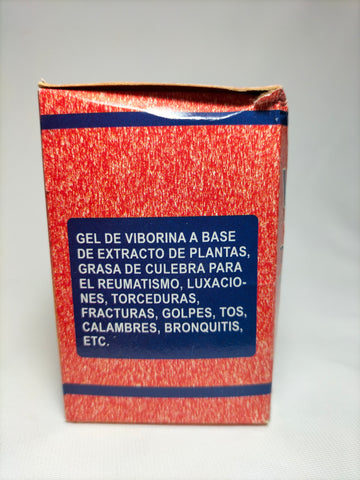 GEL DE VIBORINA A BASE
DE EXTRACTO DE PLANTAS,
GRASA DE CULEBRA PARA
EL REUMATISMO, LUXACIO-
NES, TORCEDURAS,
FRACTURAS, GOLPES, TOS,
CALAMBRES, BRONQUITIS,
ETC.